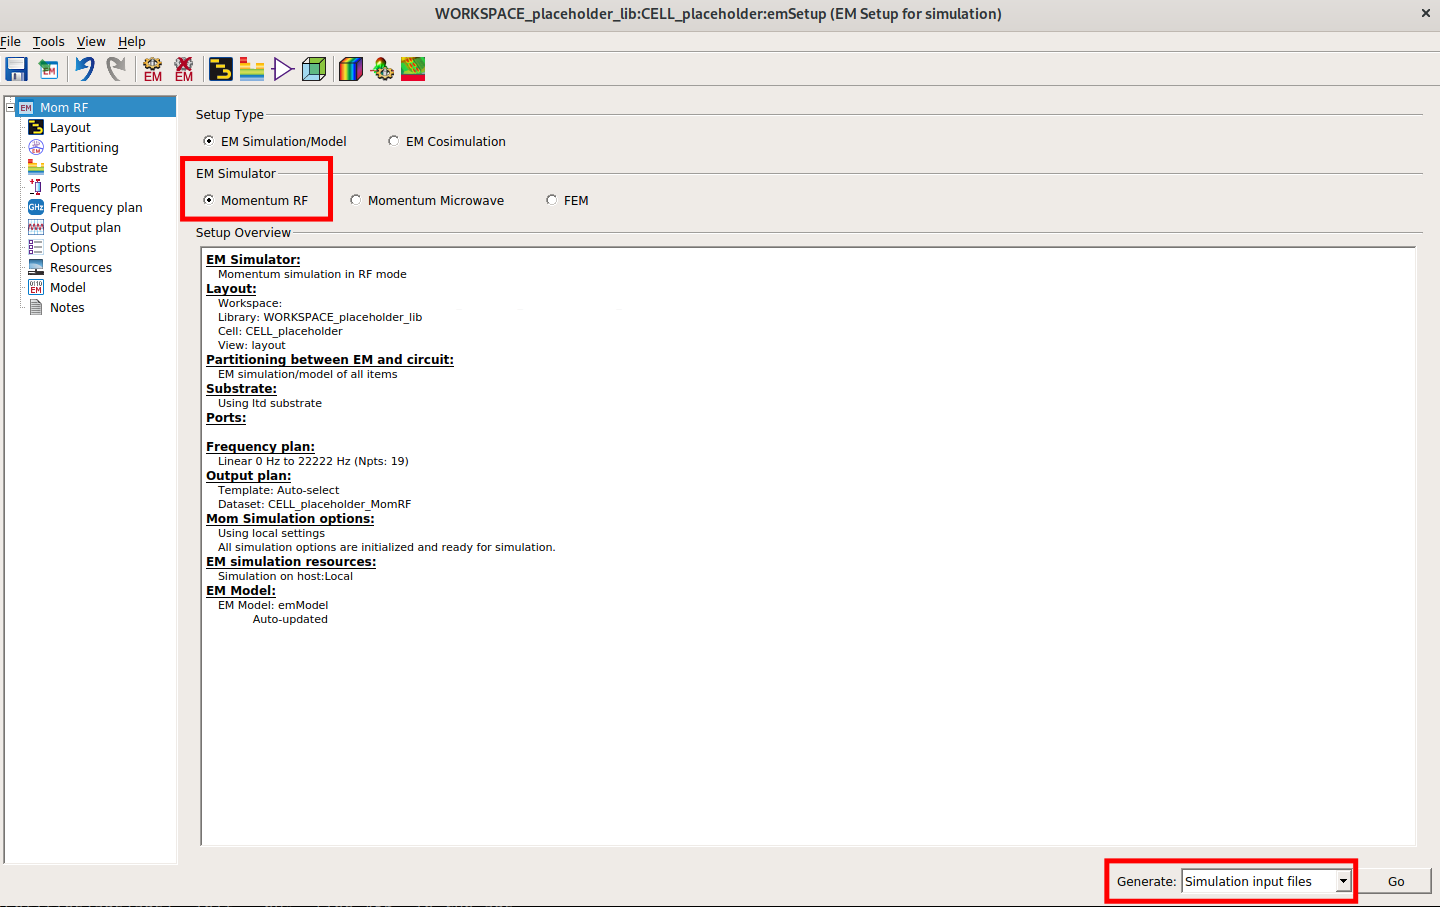 WORKSPACE_placeholder_lib:CELL_placeholder:emSetup (EM Setup for simulation)
File Tools View Help
EM EM EM
EM Mom RF
Layout
Partitioning
Substrate
Ports
GHz Frequency plan
Output plan
Options
Resources
0110 EM Model
Notes
Setup Type
EM Simulation/Model EM Cosimulation
EM Simulator
Momentum RF Momentum Microwave FEM
Setup Overview
EM Simulator:
Momentum simulation in RF mode
Layout:
Workspace:
Library: WORKSPACE_placeholder_lib
Cell: CELL_placeholder
View: layout
Partitioning between EM and circuit:
EM simulation/model of all items
Substrate:
Using ltd substrate
Ports:
Frequency plan:
Linear 0 Hz to 22222 Hz (Npts: 19)
Output plan:
Template: Auto-select
Dataset: CELL_placeholder_MomRF
Mom Simulation options:
Using local settings
All simulation options are initialized and ready for simulation.
EM simulation resources:
Simulation on host:Local
EM Model:
EM Model: emModel
Auto-updated
Generate: Simulation input files Go